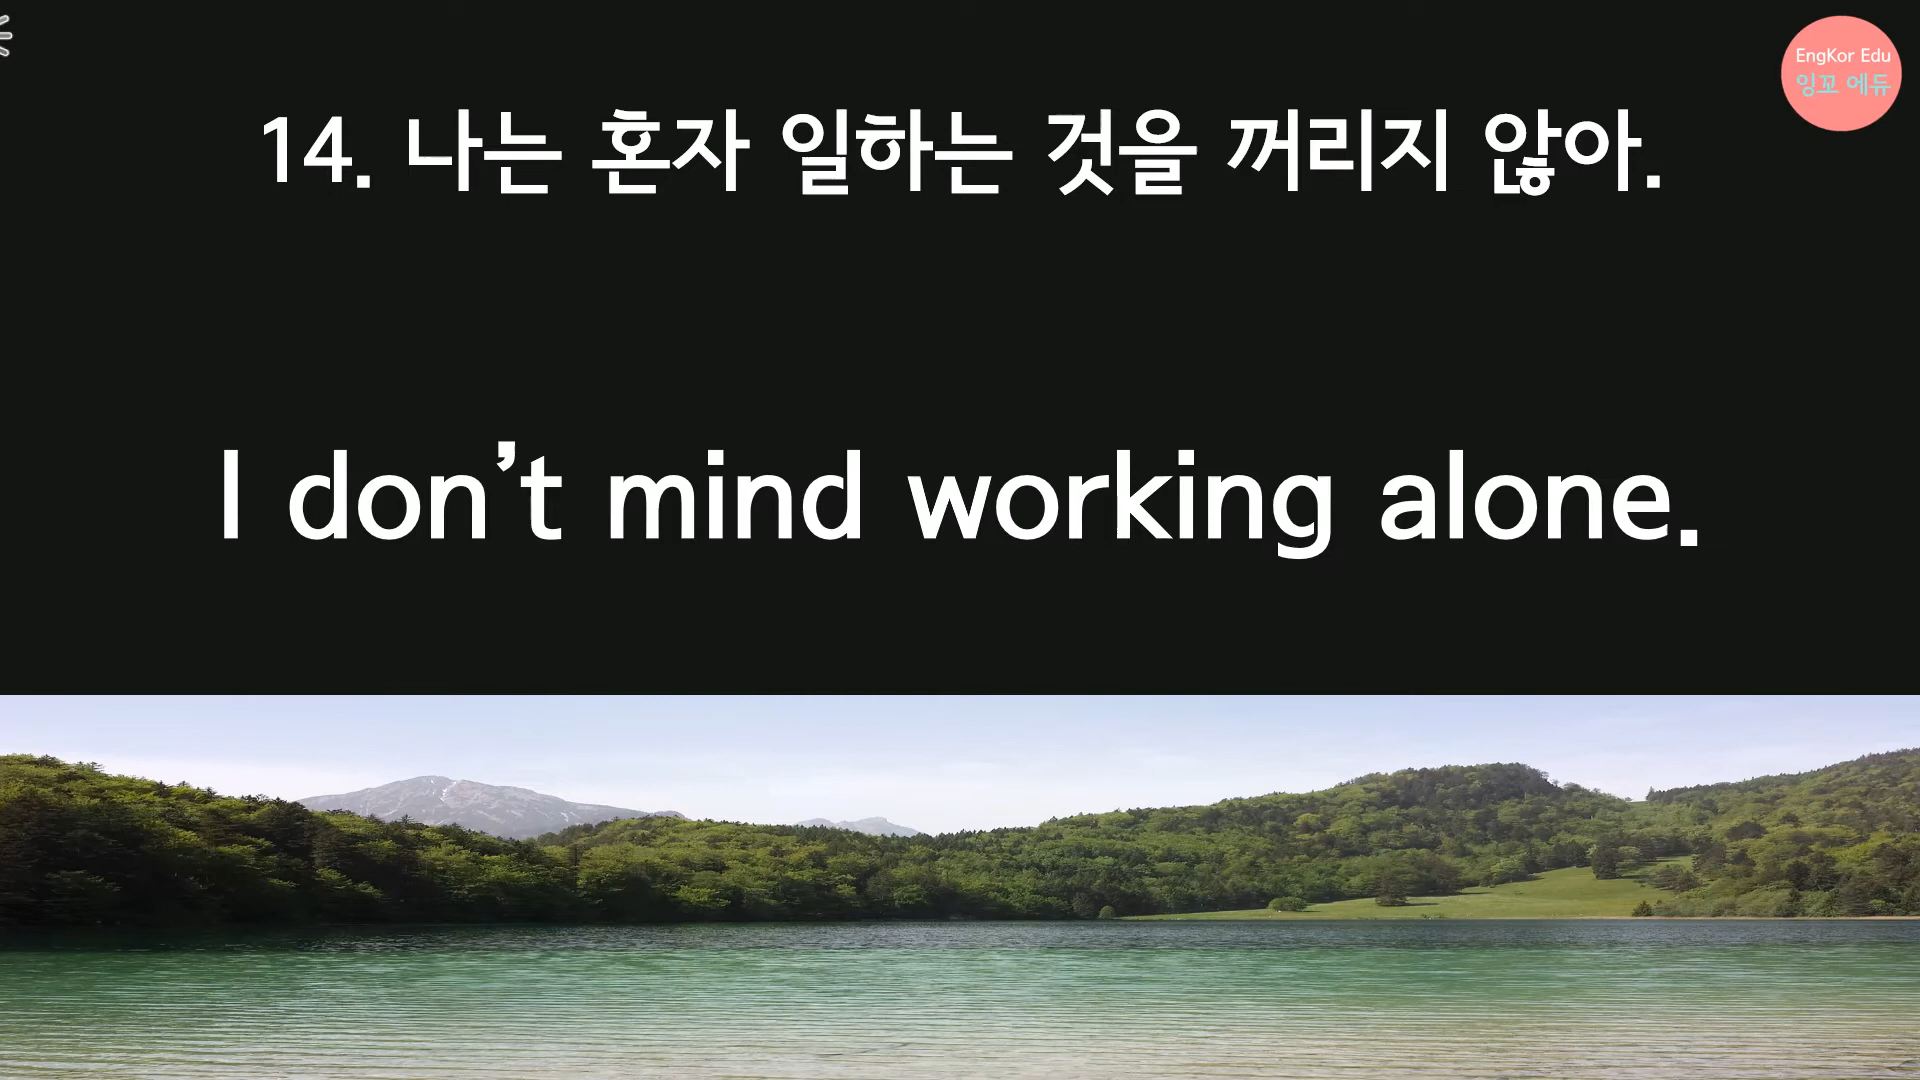 EngKor Edu
잉꼬 에듀
14. 나는 혼자 일하는 것을 꺼리지 않아.
I don’t mind working alone.